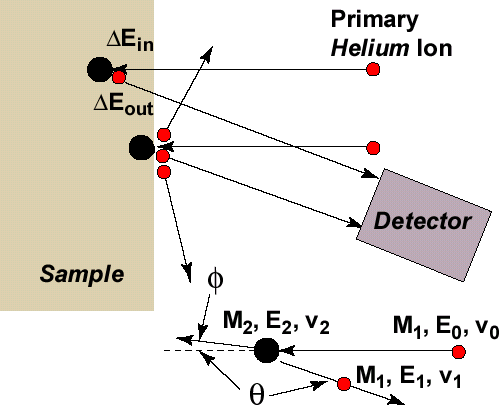 Primary
Helium Ion
ΔEin
ΔEout
Detector
Sample
ϕ
M2, E2, v2
M1, E0, v0
M1, E1, v1
θ